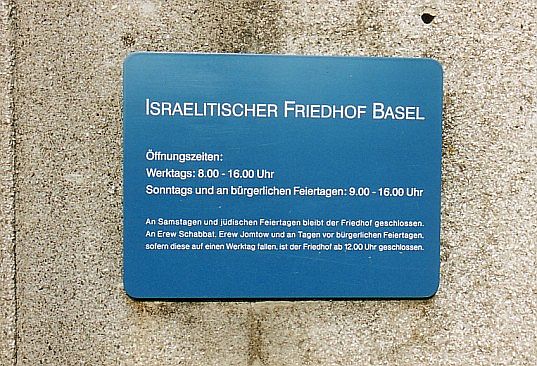 ISRAELITISCHER FRIEDHOF BASEL
Öffnungszeiten:
Werktags: 8.00 - 16.00 Uhr
Sonntags und an bürgerlichen Feiertagen: 9.00 - 16.00 Uhr
An Samstagen und jüdischen Feiertagen bleibt der Friedhof geschlossen.
An Erew Schabbat, Erew Jomtow und an Tagen vor bürgerlichen Feiertagen,
sofern diese auf einen Werktag fallen, ist der Friedhof ab 12.00 Uhr geschlossen.